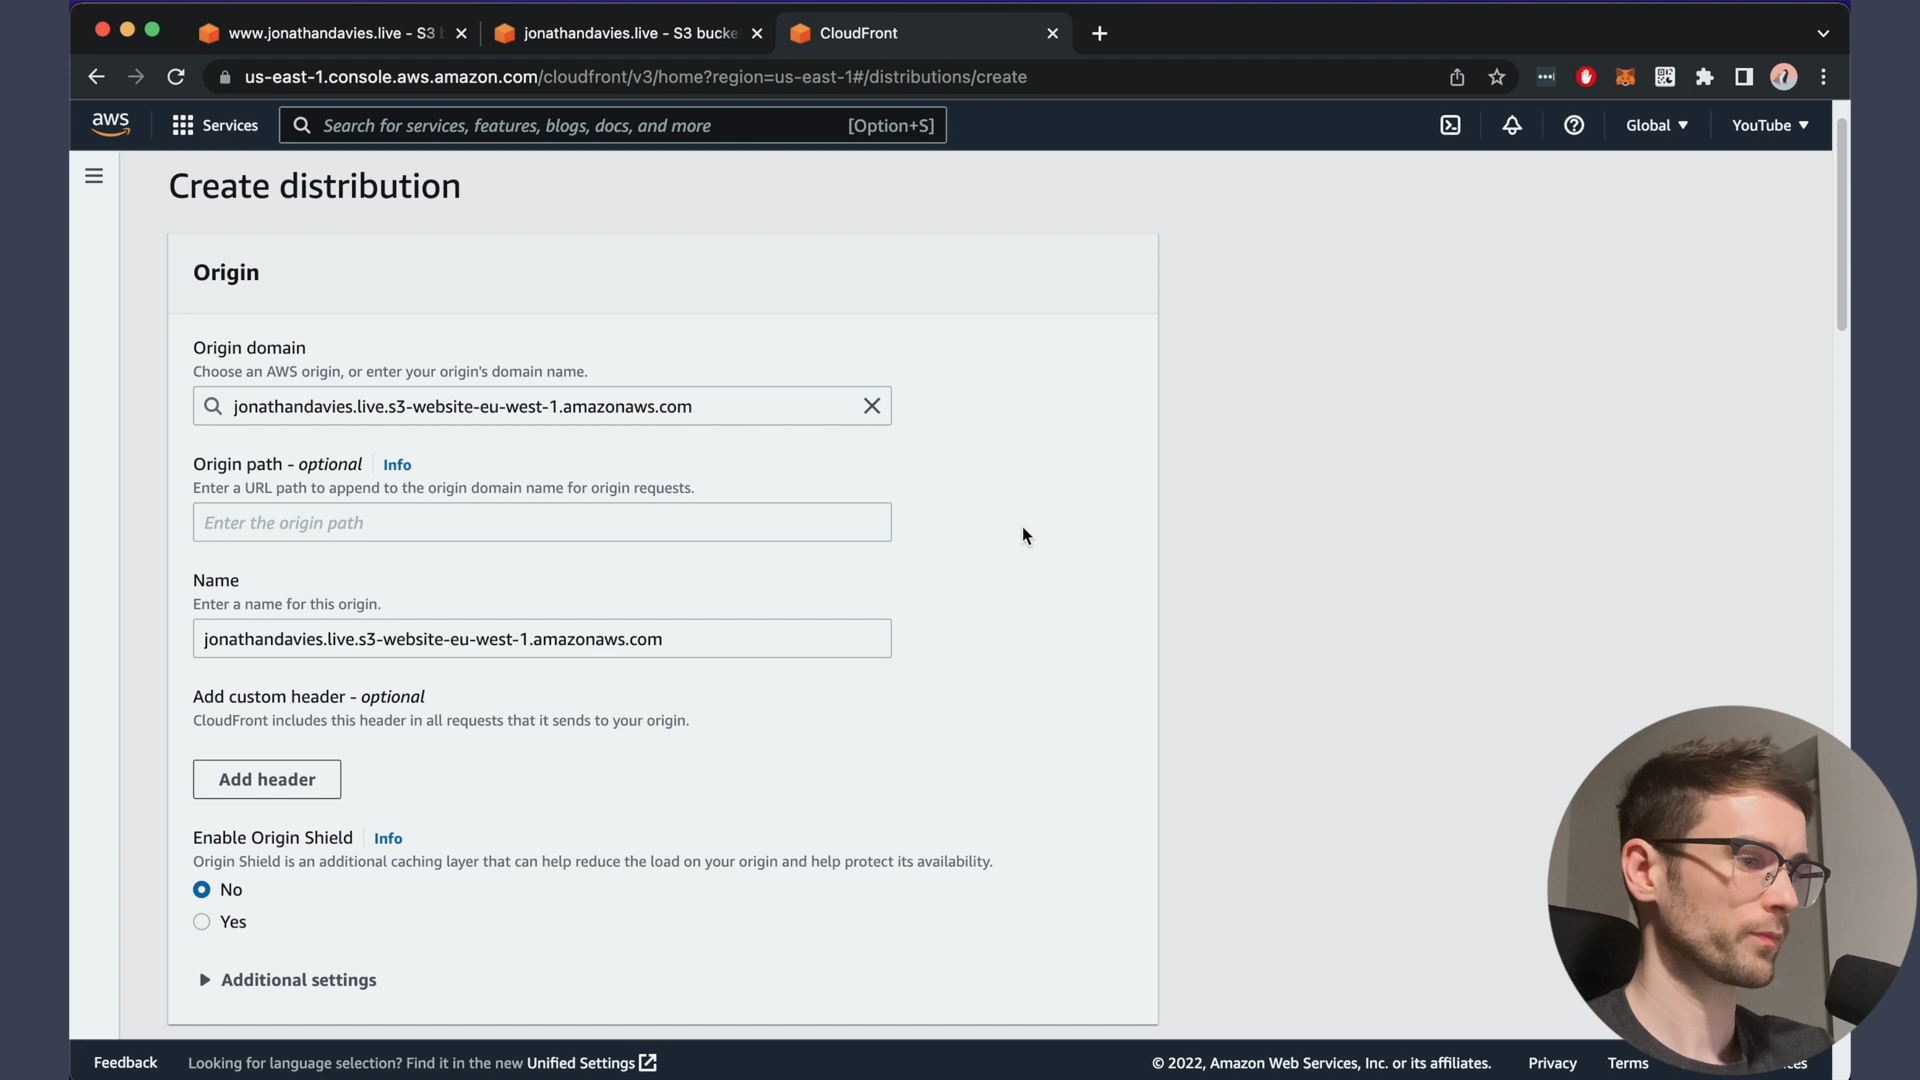 www.jonathandavies.live - S3 b
jonathandavies.live - S3 bucke
CloudFront
us-east-1.console.aws.amazon.com/cloudfront/v3/home?region=us-east-1#/distributions/create
aws
Services
Search for services, features, blogs, docs, and more
[Option+S]
Global
YouTube
Create distribution
Origin
Origin domain
Choose an AWS origin, or enter your origin's domain name.
jonathandavies.live.s3-website-eu-west-1.amazonaws.com
Origin path - optional
Info
Enter a URL path to append to the origin domain name for origin requests.
Enter the origin path
Name
Enter a name for this origin.
jonathandavies.live.s3-website-eu-west-1.amazonaws.com
Add custom header - optional
CloudFront includes this header in all requests that it sends to your origin.
Add header
Enable Origin Shield
Info
Origin Shield is an additional caching layer that can help reduce the load on your origin and help protect its availability.
No
Yes
Additional settings
Feedback
Looking for language selection? Find it in the new Unified Settings
© 2022, Amazon Web Services, Inc. or its affiliates.
Privacy
Terms